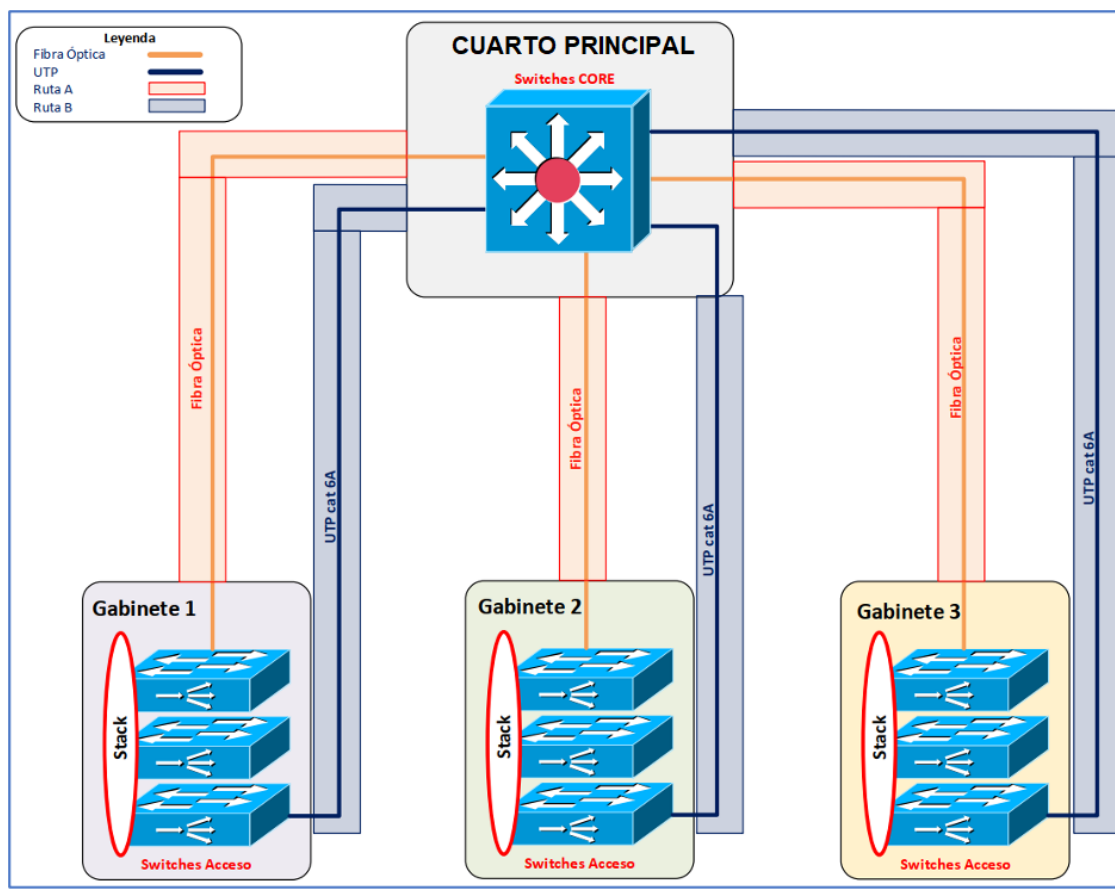 Leyenda
Fibra Óptica
UTP
Ruta A
Ruta B
CUARTO PRINCIPAL
Switches CORE
Fibra Óptica
UTP cat 6A
Fibra Óptica
UTP cat 6A
Fibra Óptica
UTP cat 6A
Gabinete 1
Stack
Switches Acceso
Gabinete 2
Stack
Switches Acceso
Gabinete 3
Stack
Switches Acceso